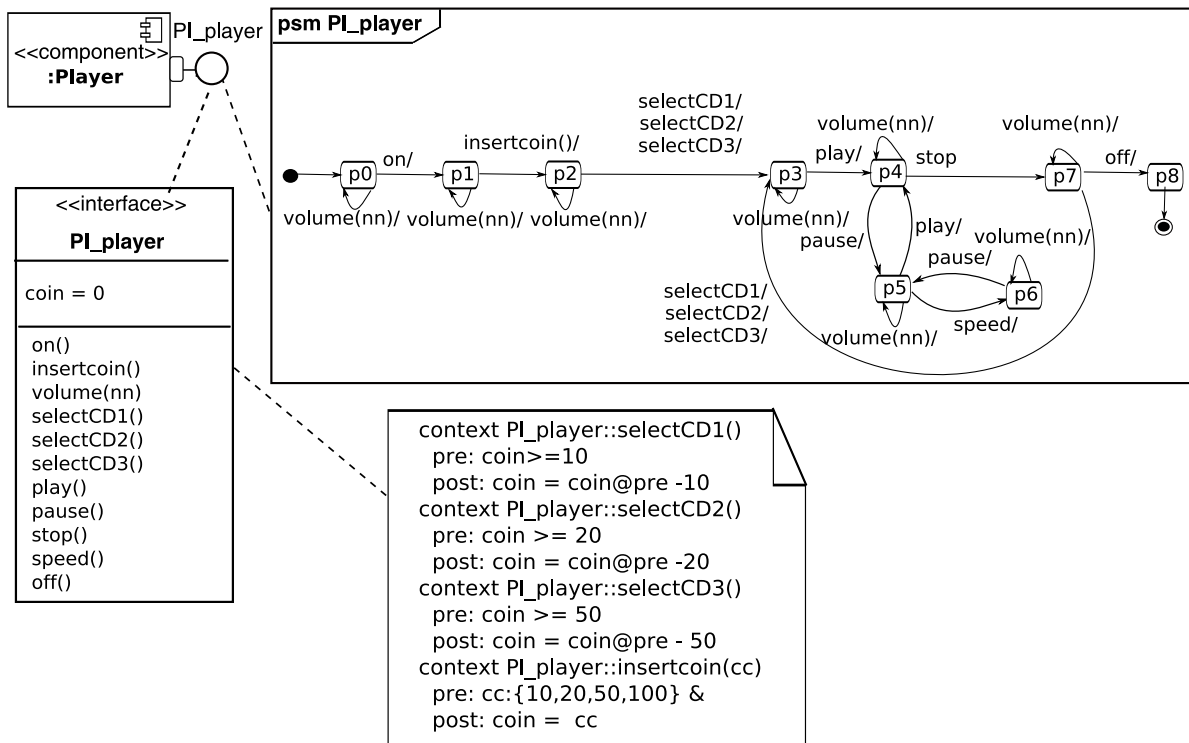 PI_player
<<component>>
:Player
psm PI_player
selectCD1/
selectCD2/
selectCD3/
insertcoin()/
on/
p0
p1
p2
p3
play/
p4
stop
p7
off/
p8
volume(nn)/
volume(nn)/
volume(nn)/
volume(nn)/
volume(nn)/
volume(nn)/
pause/
play/
volume(nn)/
pause/
p5
p6
speed/
volume(nn)/
selectCD1/
selectCD2/
selectCD3/
<<interface>>
PI_player
coin = 0
on()
insertcoin()
volume(nn)
selectCD1()
selectCD2()
selectCD3()
play()
pause()
stop()
speed()
off()
context PI_player::selectCD1()
pre: coin>=10
post: coin = coin@pre -10
context PI_player::selectCD2()
pre: coin >= 20
post: coin = coin@pre -20
context PI_player::selectCD3()
pre: coin >= 50
post: coin = coin@pre - 50
context PI_player::insertcoin(cc)
pre: cc:{10,20,50,100} &
post: coin = cc